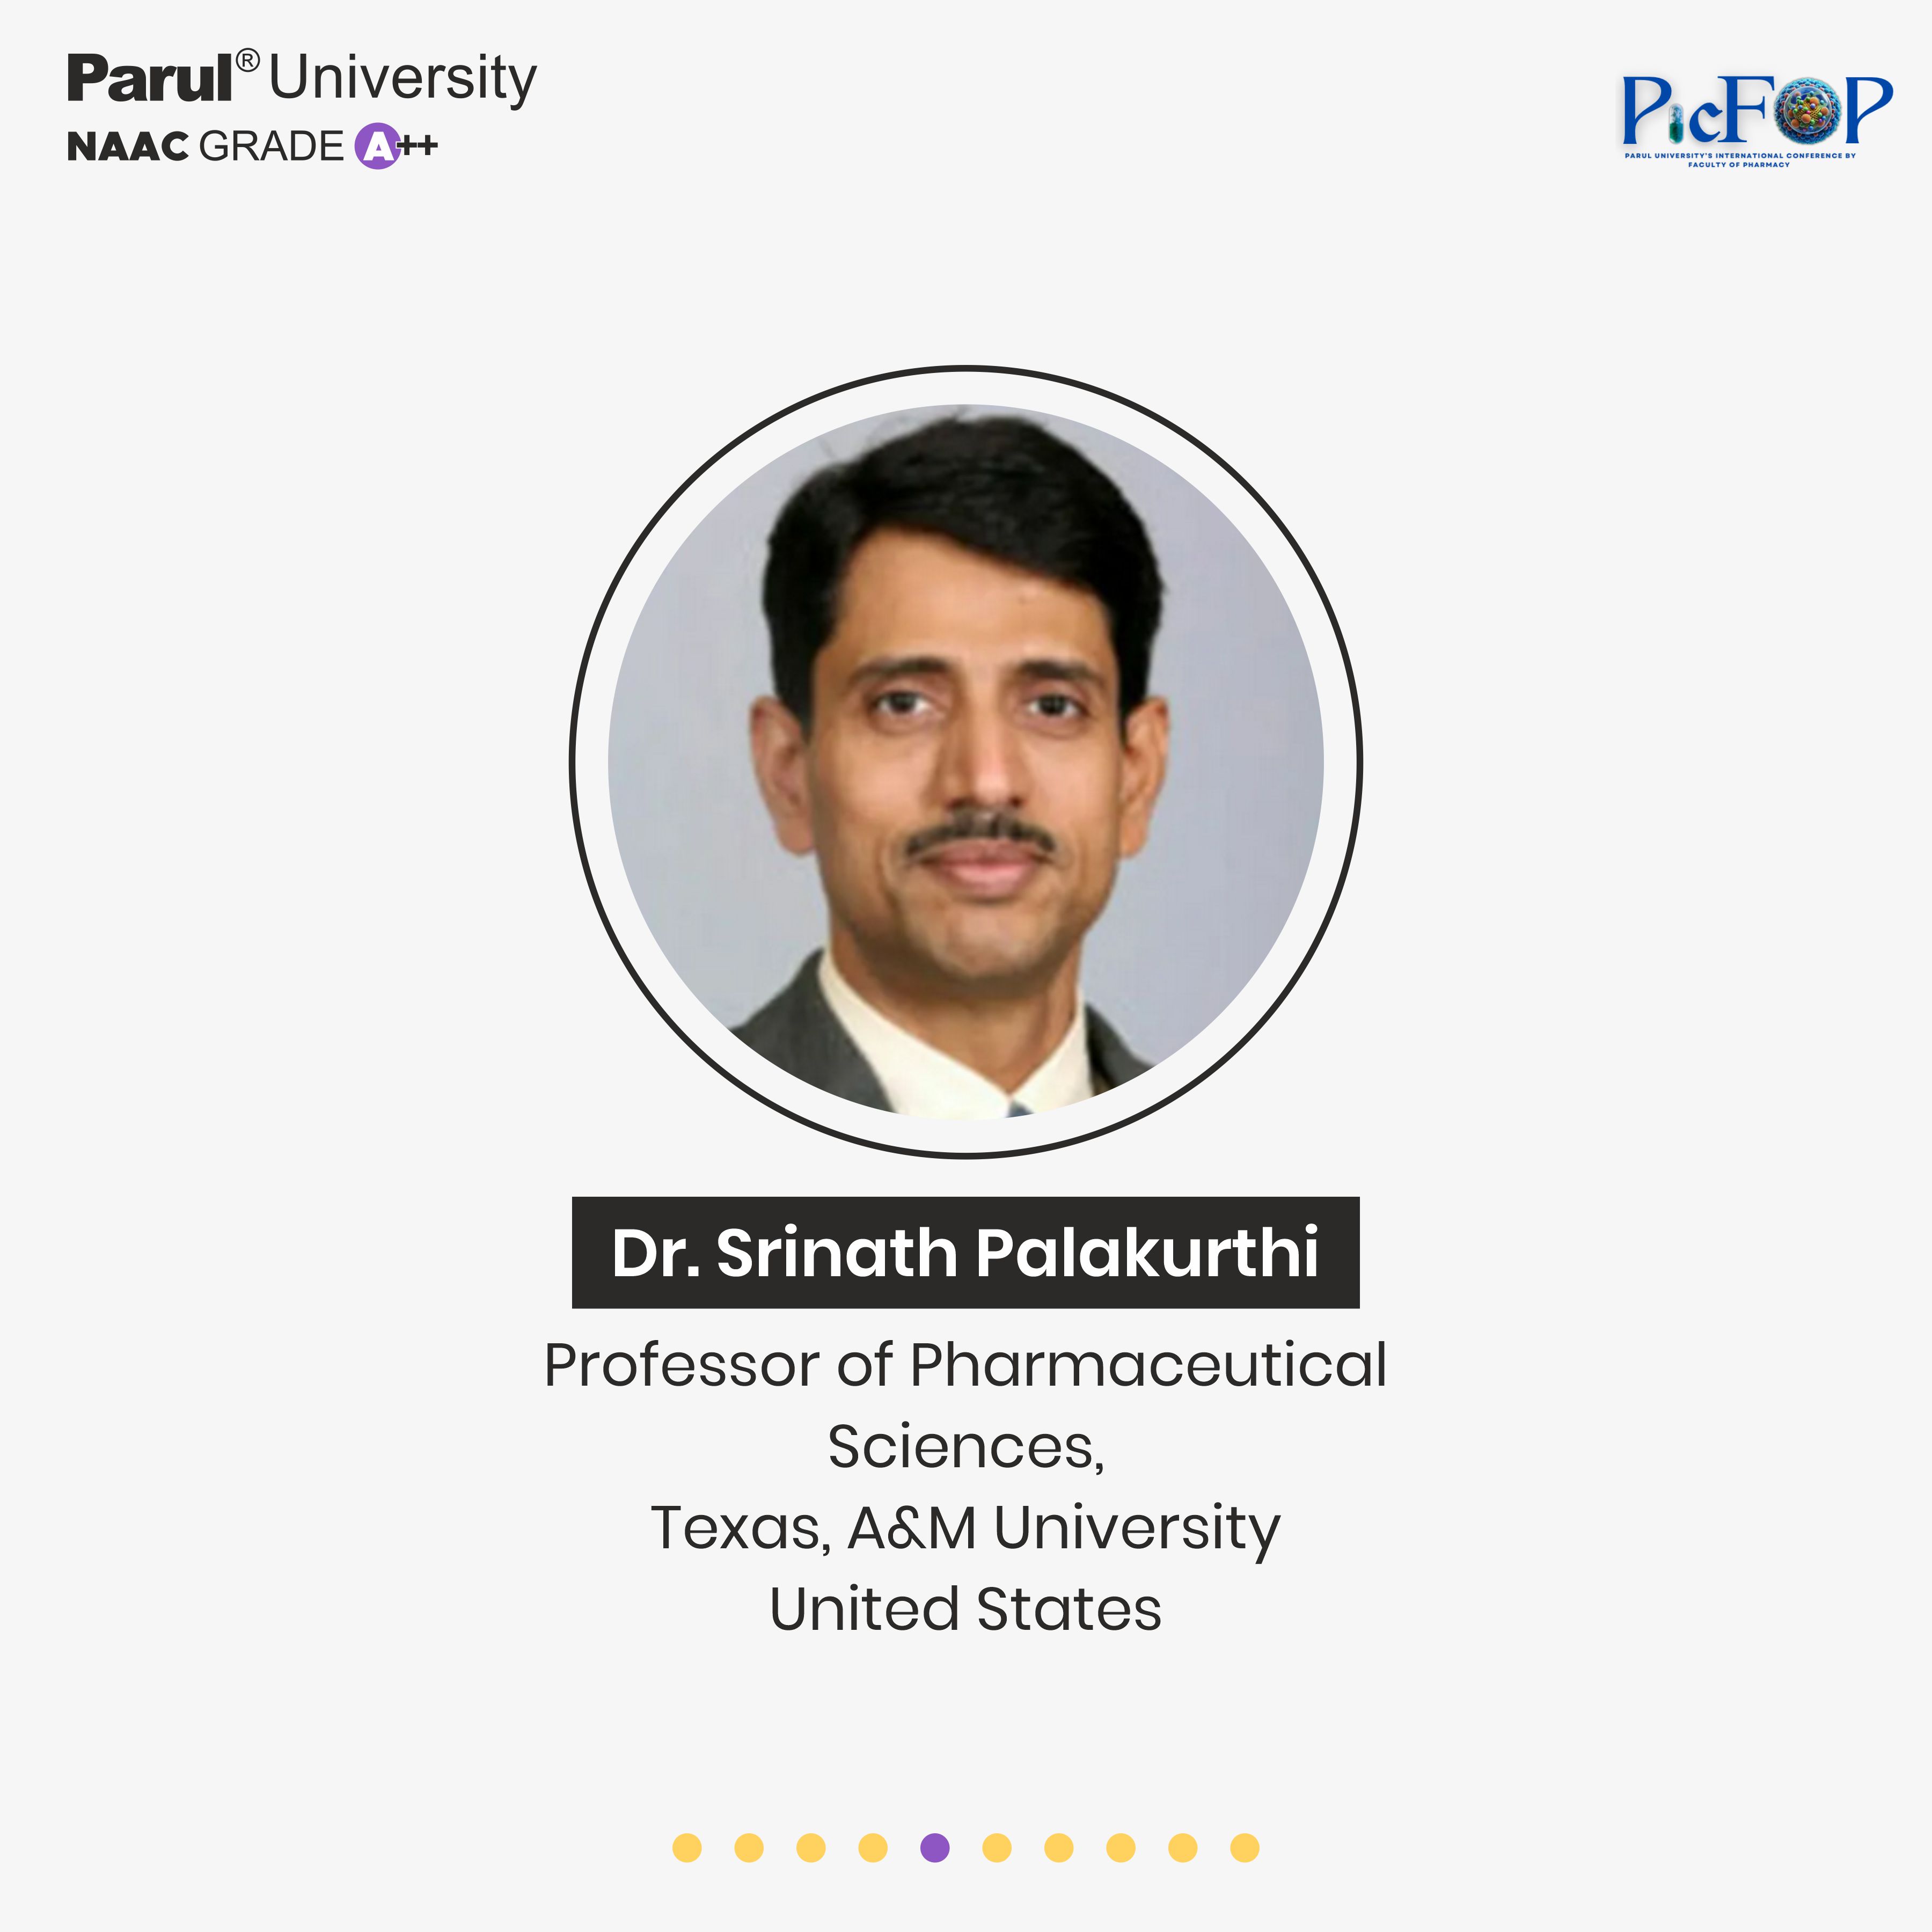 Parul® University
NAAC GRADE A++
PicFOP
PARUL UNIVERSITY'S INTERNATIONAL CONFERENCE BY
FACULTY OF PHARMACY
Dr. Srinath Palakurthi
Professor of Pharmaceutical
Sciences,
Texas, A&M University
United States